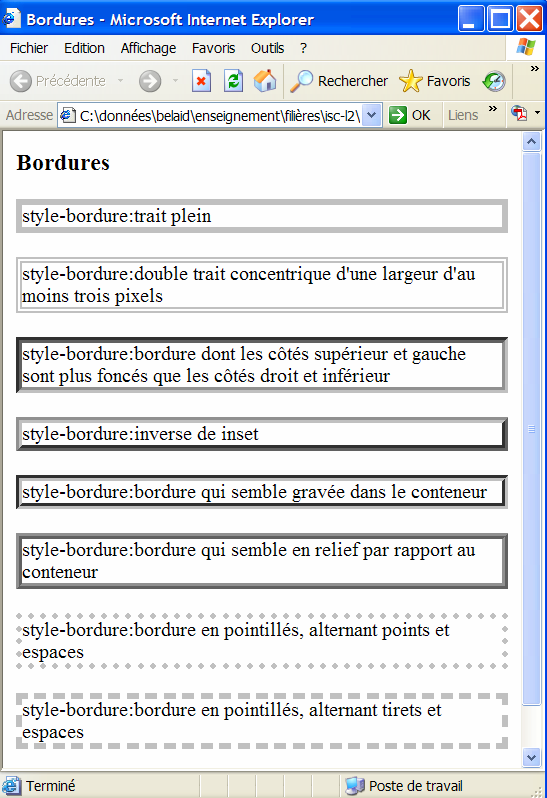 Bordures - Microsoft Internet Explorer
Fichier Edition Affichage Favoris Outils ?
Précédente Rechercher Favoris »
Adresse C:\données\belaid\enseignement\filières\isc-l2\ OK Liens »
Bordures
style-bordure:trait plein
style-bordure:double trait concentrique d'une largeur d'au
moins trois pixels
style-bordure:bordure dont les côtés supérieur et gauche
sont plus foncés que les côtés droit et inférieur
style-bordure:inverse de inset
style-bordure:bordure qui semble gravée dans le conteneur
style-bordure:bordure qui semble en relief par rapport au
conteneur
style-bordure:bordure en pointillés, alternant points et
espaces
style-bordure:bordure en pointillés, alternant tirets et
espaces
Terminé Poste de travail